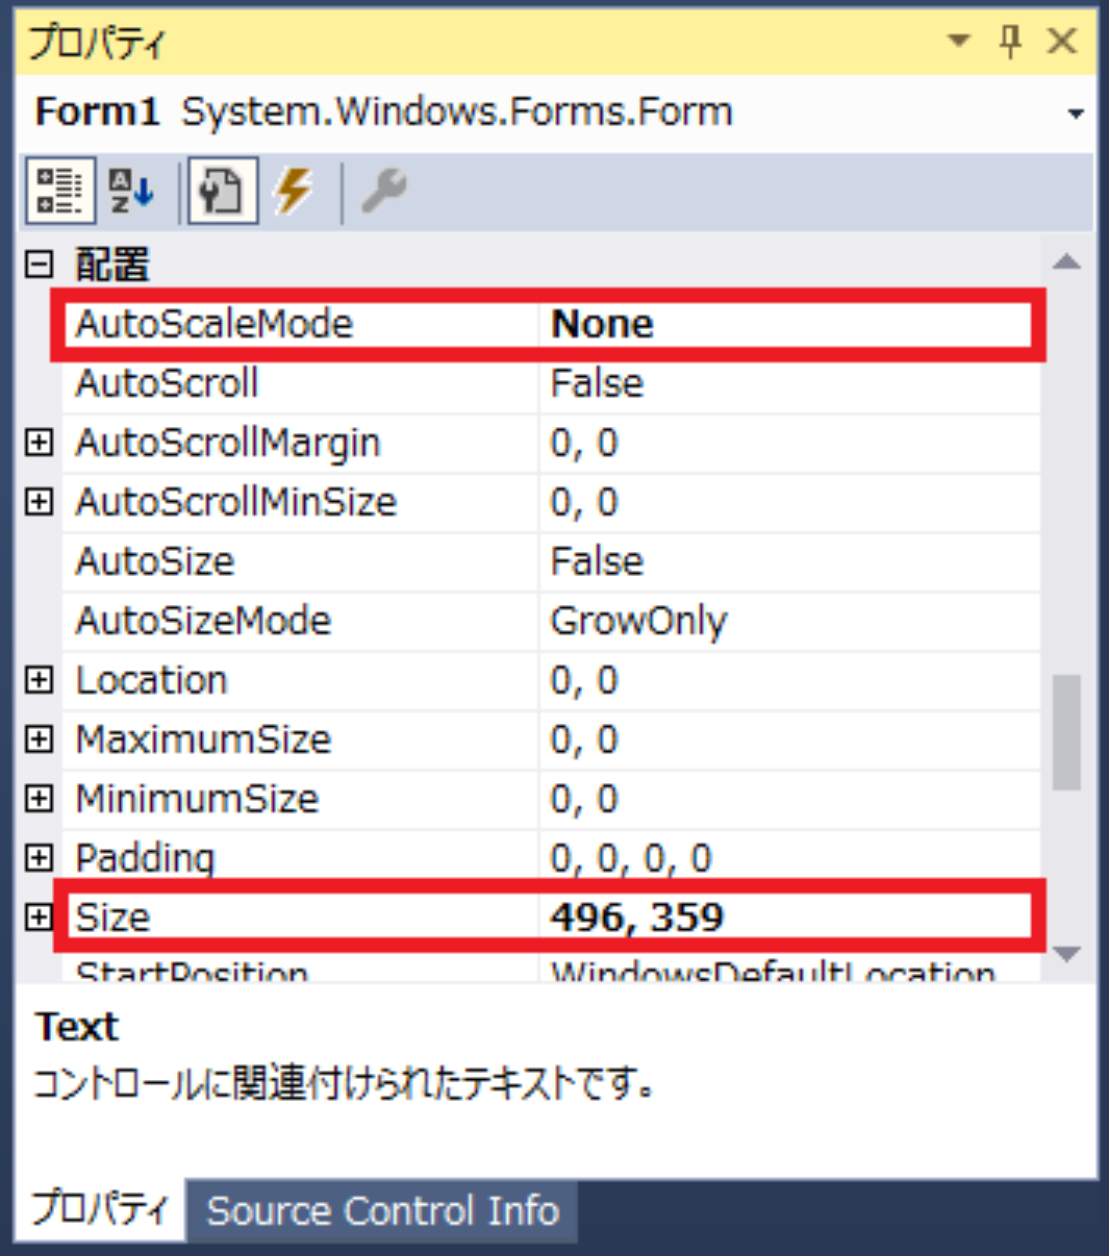 プロパティ
Form1 System.Windows.Forms.Form
配置
AutoScaleMode None
AutoScroll False
AutoScrollMargin 0, 0
AutoScrollMinSize 0, 0
AutoSize False
AutoSizeMode GrowOnly
Location 0, 0
MaximumSize 0, 0
MinimumSize 0, 0
Padding 0, 0, 0, 0
Size 496, 359
StartPosition WindowsDefaultLocation
Text
コントロールに関連付けられたテキストです。
プロパティ Source Control Info